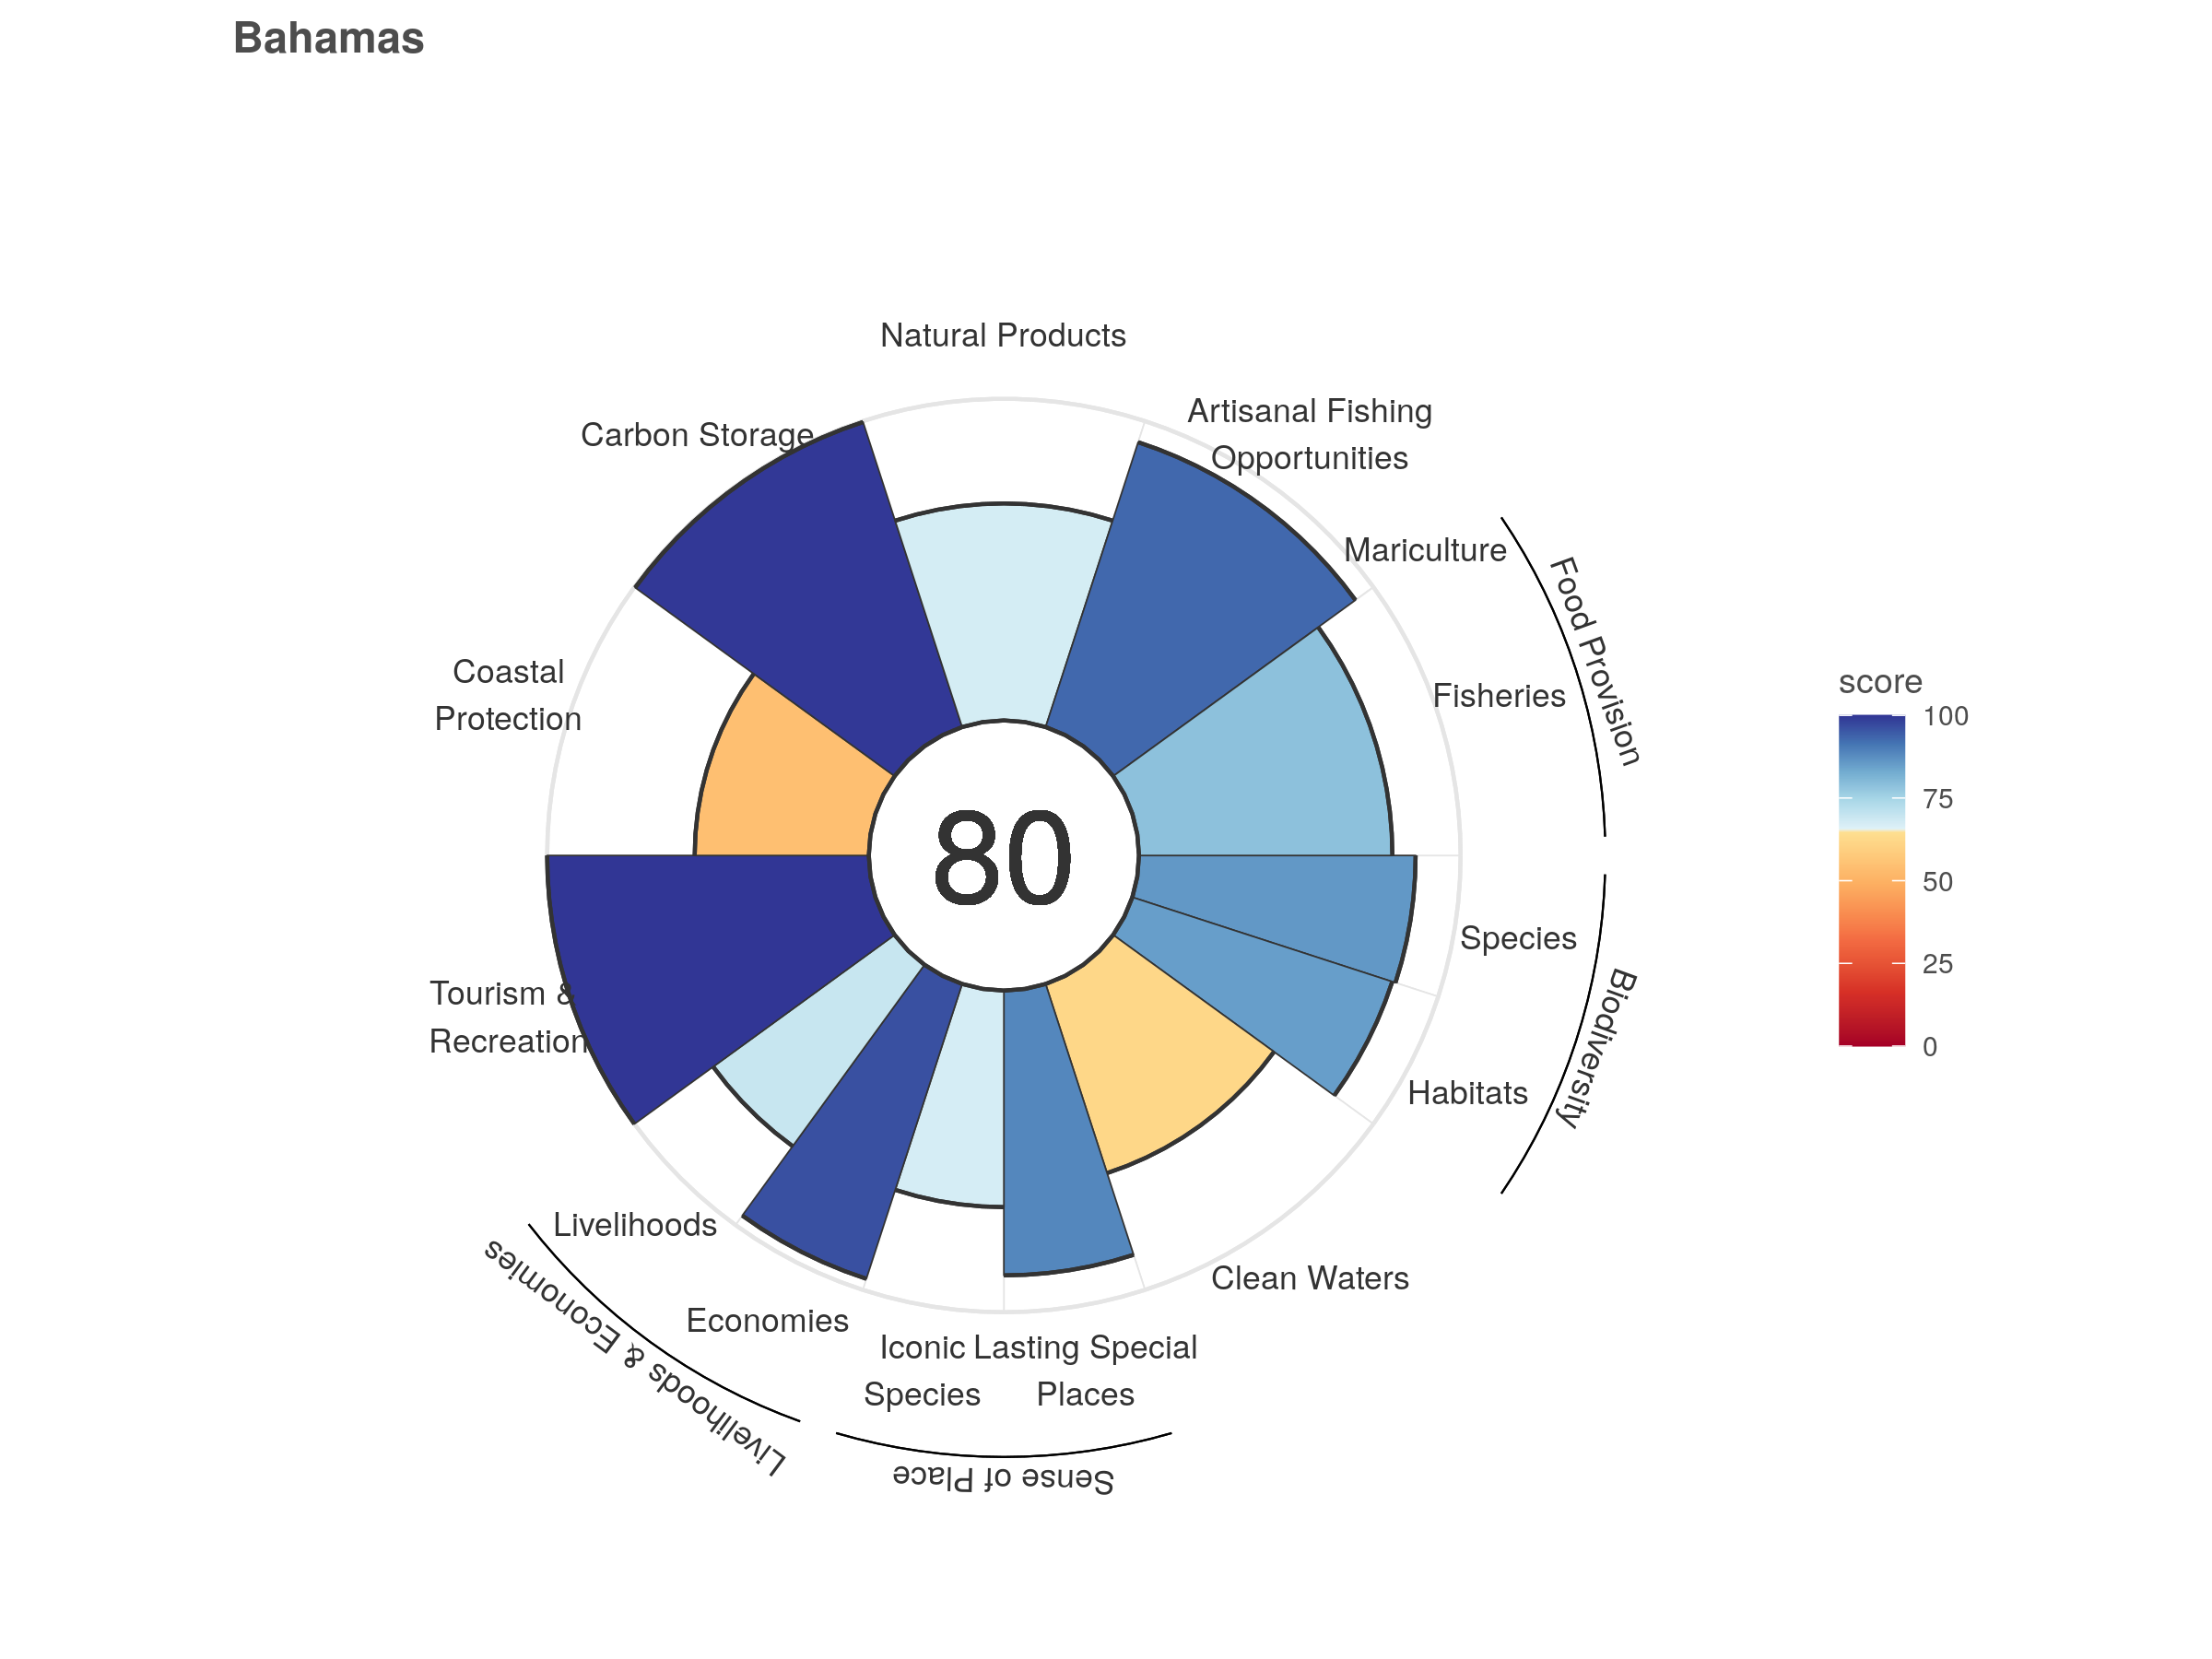 Bahamas
Natural Products
Artisanal Fishing
Opportunities
Carbon Storage
Mariculture
Food Provision
Fisheries
Coastal
Protection
score
100
75
50
25
0
80
Species
Biodiversity
Habitats
Tourism &
Recreation
Livelihoods
Livelihoods & Economies
Economies
Clean Waters
Iconic
Species
Lasting Special
Places
Sense of Place